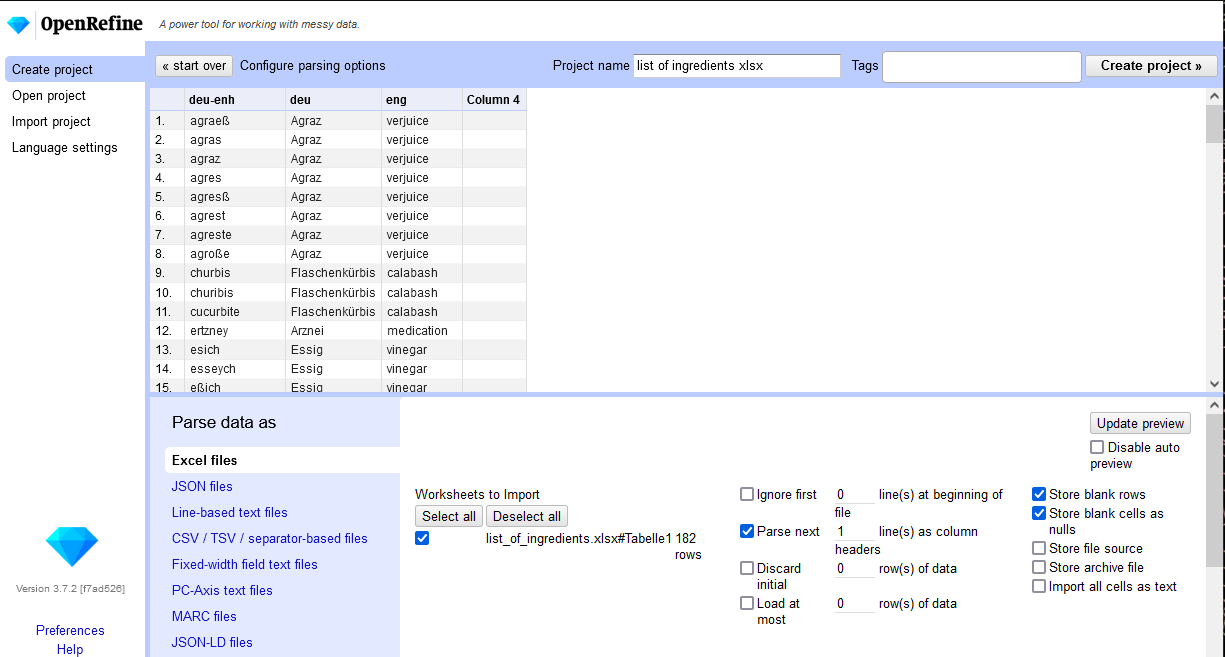 OpenRefine A power tool for working with messy data.
Create project
Open project
Import project
Language settings
Version 3.7.2 [f7ad526]
Preferences
Help
« start over Configure parsing options Project name list of ingredients xlsx Tags Create project »
deu-enh deu eng Column 4
1. agraeß Agraz verjuice
2. agras Agraz verjuice
3. agraz Agraz verjuice
4. agres Agraz verjuice
5. agresß Agraz verjuice
6. agrest Agraz verjuice
7. agreste Agraz verjuice
8. agroße Agraz verjuice
9. churbis Flaschenkürbis calabash
10. churibis Flaschenkürbis calabash
11. cucurbite Flaschenkürbis calabash
12. ertzney Arznei medication
13. esich Essig vinegar
14. esseych Essig vinegar
15. eßich Essig vinegar
Parse data as
Excel files
JSON files
Line-based text files
CSV / TSV / separator-based files
Fixed-width field text files
PC-Axis text files
MARC files
JSON-LD files
Update preview
Disable auto
preview
Worksheets to Import
Select all Deselect all
list_of_ingredients.xlsx#Tabelle1 182
rows
Ignore first 0 line(s) at beginning of
file
Parse next 1 line(s) as column
headers
Discard 0 row(s) of data
initial
Load at 0 row(s) of data
most
Store blank rows
Store blank cells as
nulls
Store file source
Store archive file
Import all cells as text